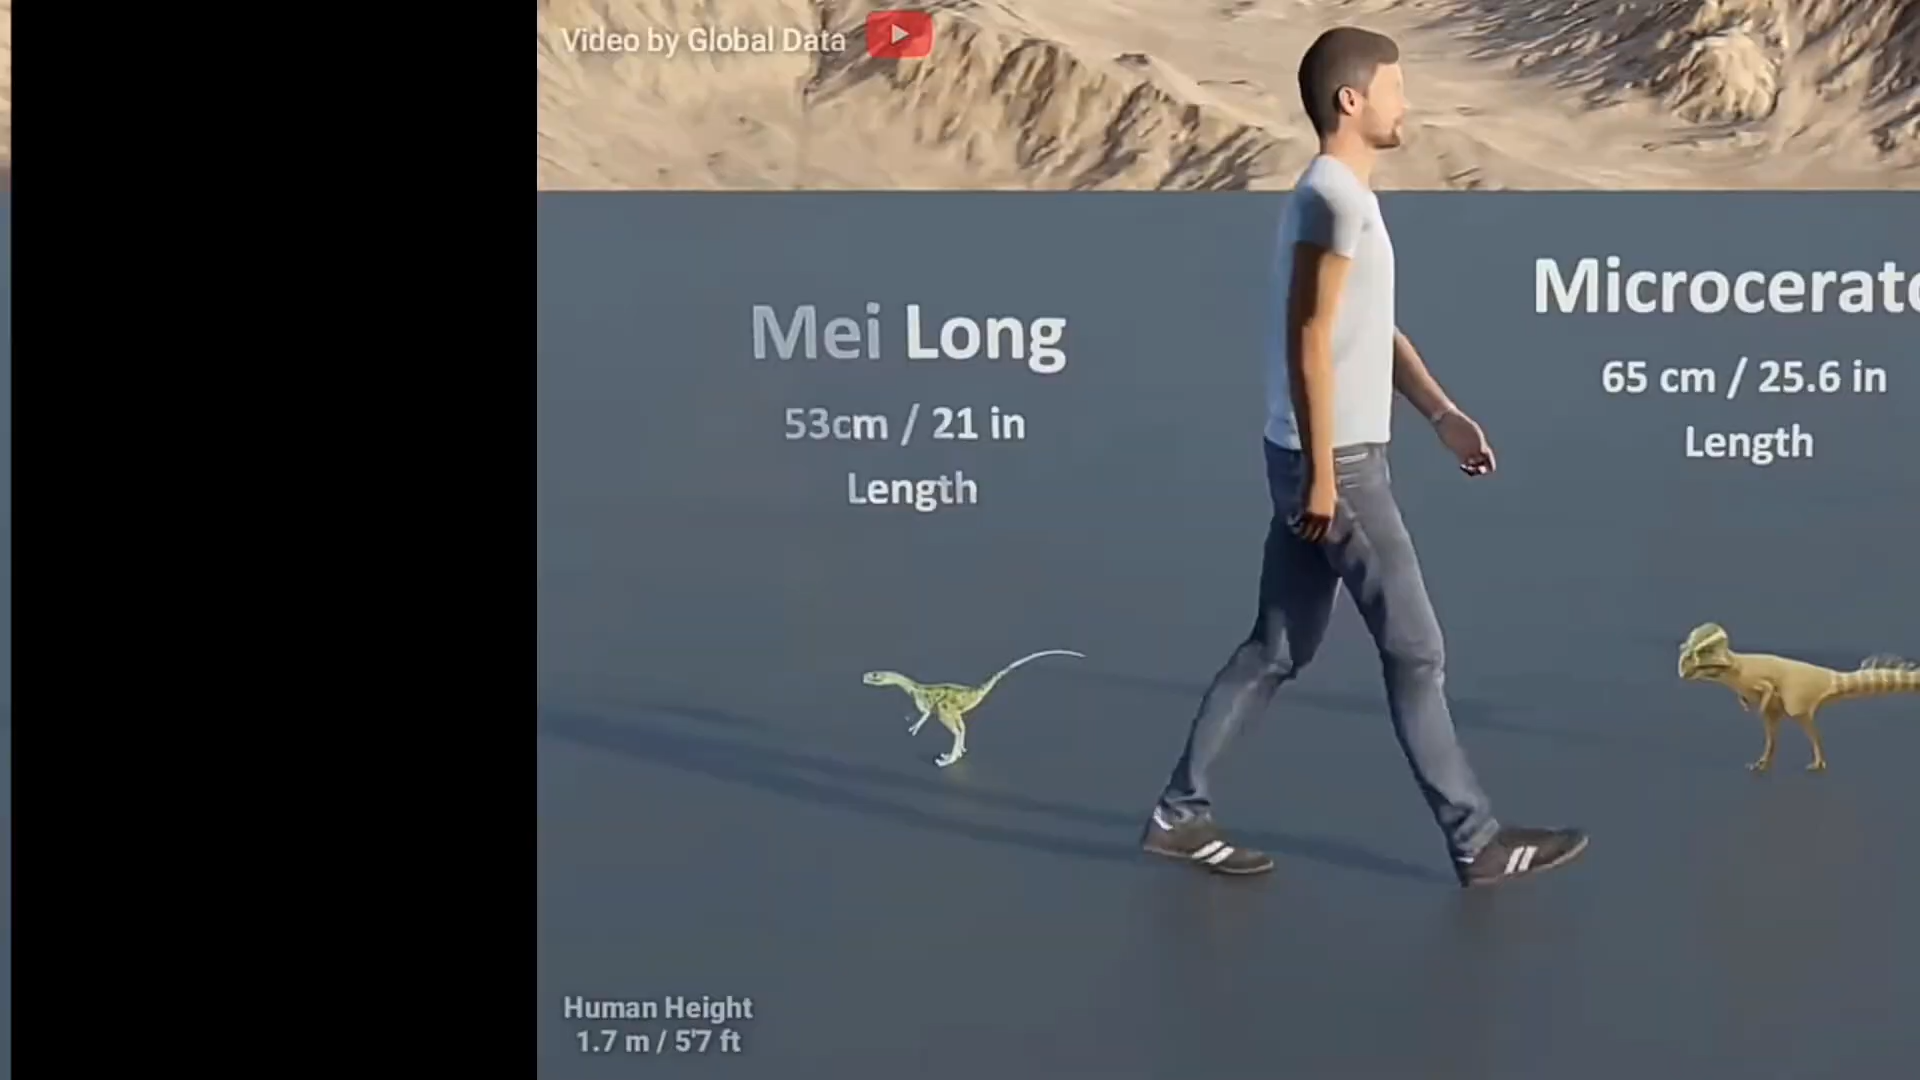 Video by Global Data
Mei Long
53cm / 21 in
Length
Microcerat
65 cm / 25.6 in
Length
Human Height
1.7 m / 5'7 ft